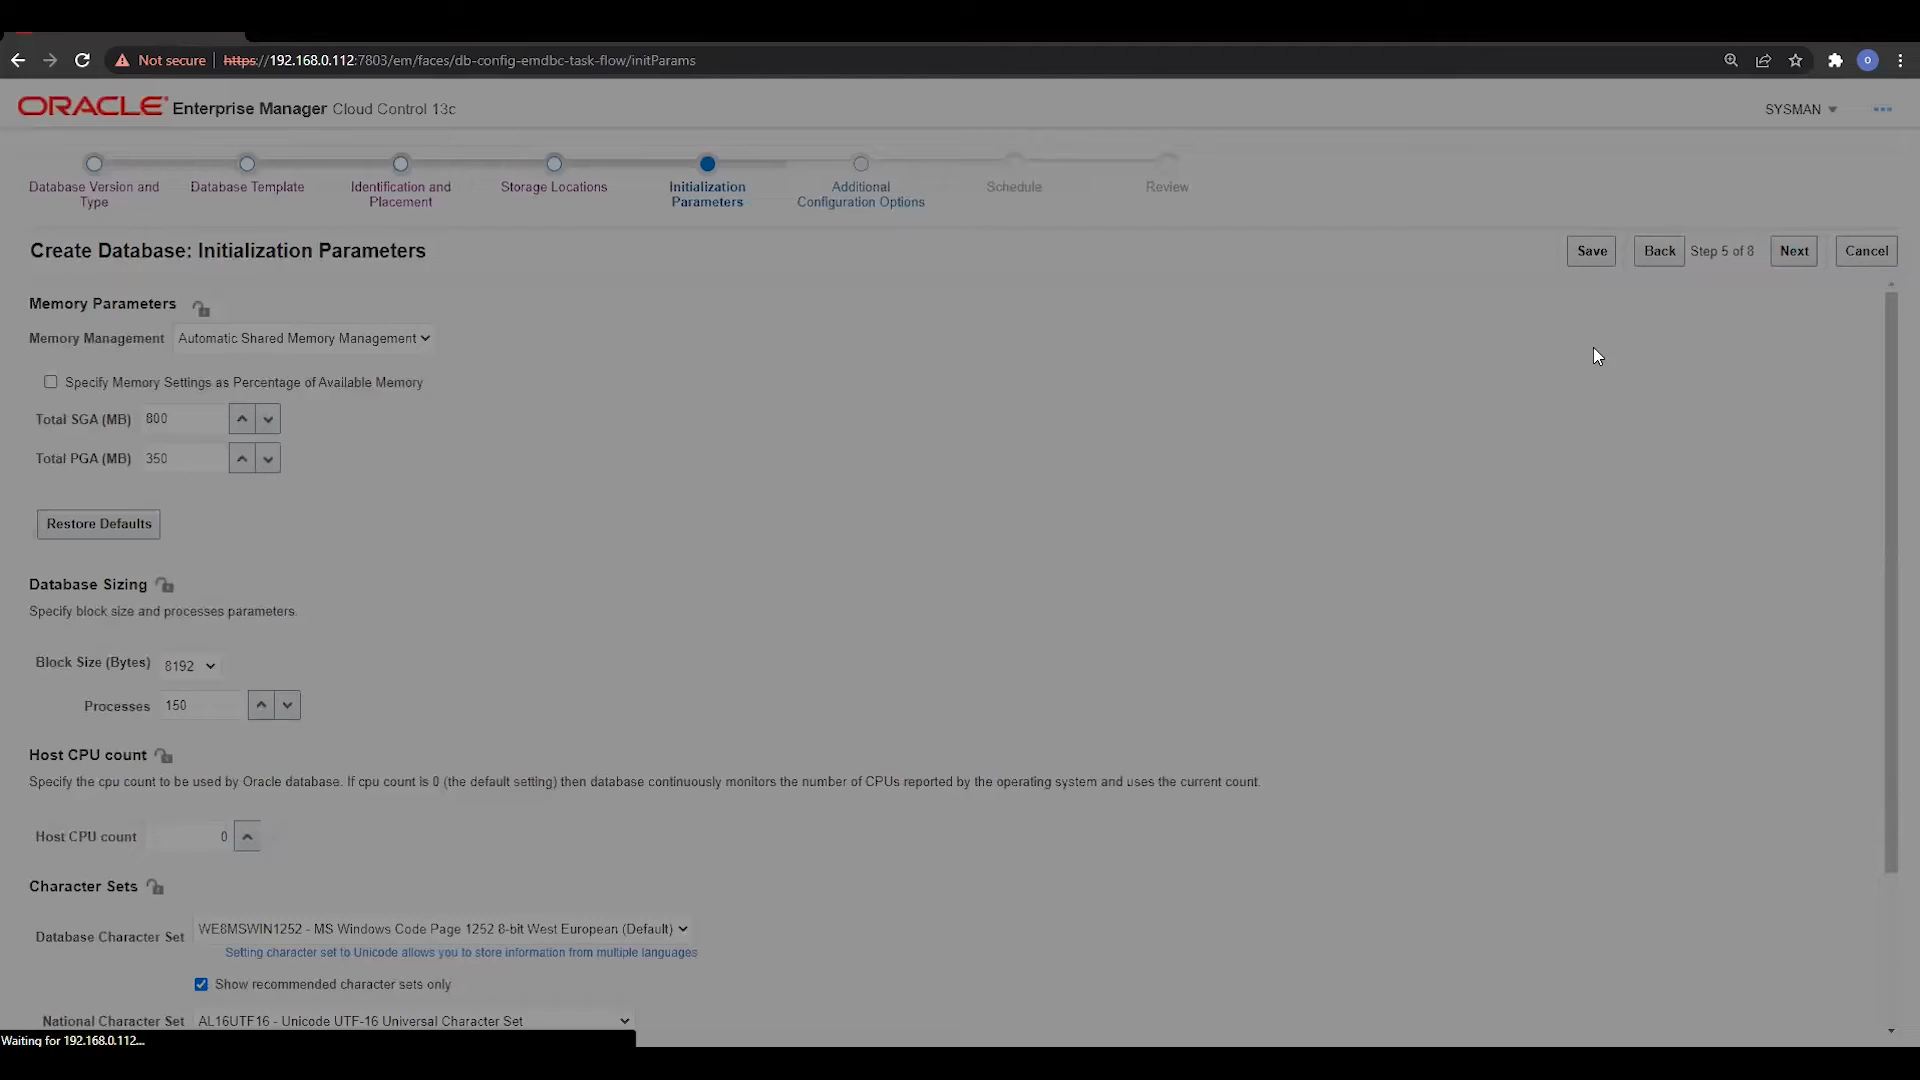 Not secure https://192.168.0.112:7803/em/faces/db-config-emdbc-task-flow/initParams
O
ORACLE Enterprise Manager Cloud Control 13c
SYSMAN
Database Version and Type
Database Template
Identification and Placement
Storage Locations
Initialization Parameters
Additional Configuration Options
Schedule
Review
Create Database: Initialization Parameters
Save Back Step 5 of 8 Next Cancel
Memory Parameters
Memory Management Automatic Shared Memory Management
Specify Memory Settings as Percentage of Available Memory
Total SGA (MB) 800
Total PGA (MB) 350
Restore Defaults
Database Sizing
Specify block size and processes parameters.
Block Size (Bytes) 8192
Processes 150
Host CPU count
Specify the cpu count to be used by Oracle database. If cpu count is 0 (the default setting) then database continuously monitors the number of CPUs reported by the operating system and uses the current count.
Host CPU count 0
Character Sets
Database Character Set WE8MSWIN1252 - MS Windows Code Page 1252 8-bit West European (Default)
Setting character set to Unicode allows you to store information from multiple languages
Show recommended character sets only
National Character Set AL16UTF16 - Unicode UTF-16 Universal Character Set
Waiting for 192.168.0.112...